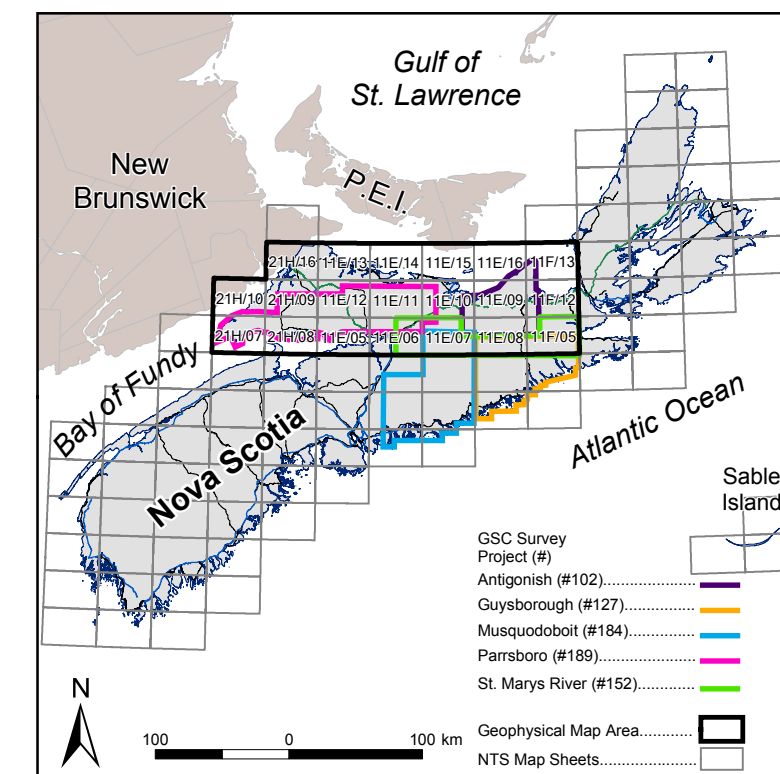 Gulf of
St. Lawrence
New
Brunswick
P.E.I.
21H/16 11E/13 11E/14 11E/15 11E/16 11F/13
21H/10 21H/09 11E/12 11E/11 11E/10 11E/09 11F/12
21H/07 21H/08 11E/05 11E/06 11E/07 11E/08 11F/05
Bay of Fundy
Nova Scotia
Atlantic Ocean
Sable
Island
GSC Survey
Project (#)
Antigonish (#102)......................
Guysborough (#127)................
Musquodoboit (#184)...............
Parrsboro (#189).......................
St. Marys River (#152).............
Geophysical Map Area............
NTS Map Sheets......................
N
100 0 100 km